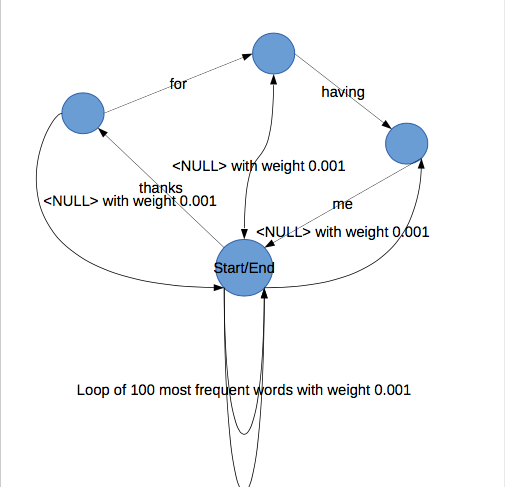 for
having
<NULL> with weight 0.001
thanks
<NULL> with weight 0.001
me
<NULL> with weight 0.001
Start/End
Loop of 100 most frequent words with weight 0.001